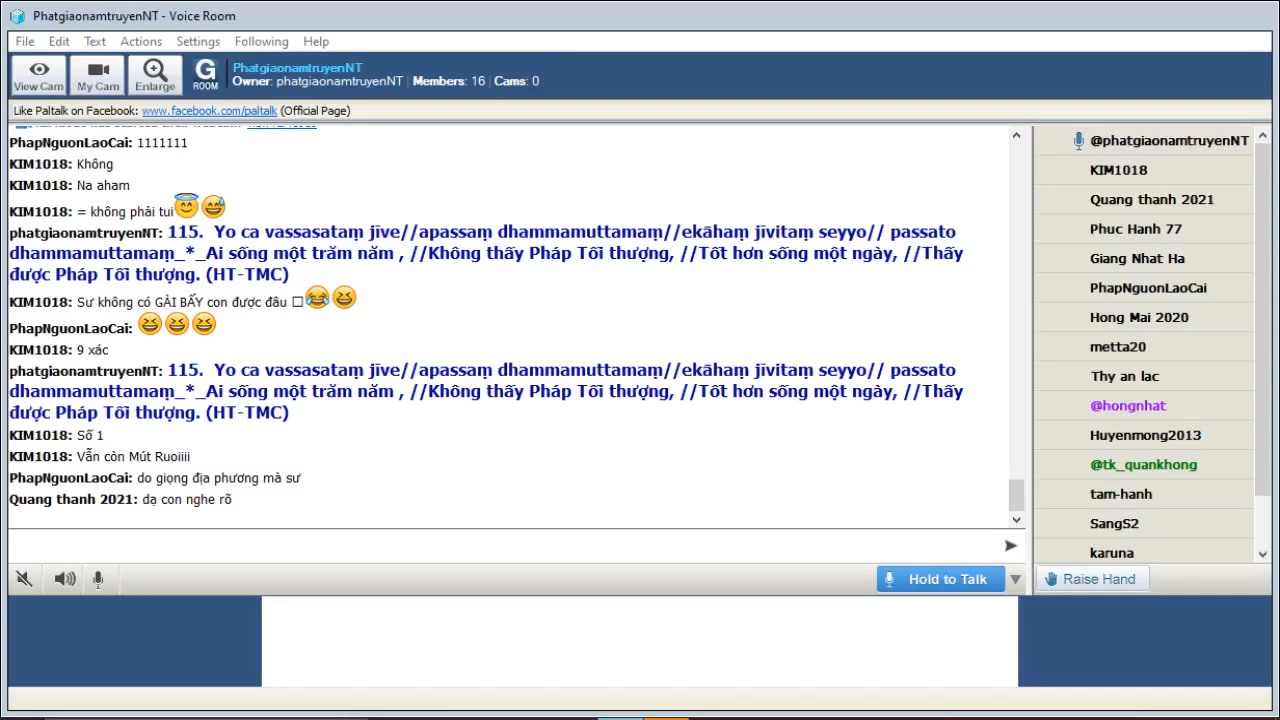 PhatgiaonamtruyenNT - Voice Room
File Edit Text Actions Settings Following Help
View Cam My Cam Enlarge G ROOM
PhatgiaonamtruyenNT
Owner: phatgiaonamtruyenNT Members: 16 Cams: 0
Like Paltalk on Facebook: www.facebook.com/paltalk (Official Page)
PhapNguonLaoCai: 1111111
KIM1018: Không
KIM1018: Na aham
KIM1018: = không phải tui😇😅
phatgiaonamtruyenNT: 115. Yo ca vassasataṃ jīve//apassaṃ dhammamuttamaṃ//ekāhaṃ jīvitaṃ seyyo// passato
dhammamuttamaṃ_*_Ai sống một trăm năm , //Không thấy Pháp Tối thượng, //Tốt hơn sống một ngày, //Thấy
được Pháp Tối thượng. (HT-TMC)
KIM1018: Sư không có GÀI BẪY con được đâu □😂😆
PhapNguonLaoCai: 😆😆😆
KIM1018: 9 xác
phatgiaonamtruyenNT: 115. Yo ca vassasataṃ jīve//apassaṃ dhammamuttamaṃ//ekāhaṃ jīvitaṃ seyyo// passato
dhammamuttamaṃ_*_Ai sống một trăm năm , //Không thấy Pháp Tối thượng, //Tốt hơn sống một ngày, //Thấy
được Pháp Tối thượng. (HT-TMC)
KIM1018: Số 1
KIM1018: Vẫn còn Mút Ruoiiii
PhapNguonLaoCai: do giọng địa phương mà sư
Quang thanh 2021: dạ con nghe rõ
Hold to Talk
@phatgiaonamtruyenNT
KIM1018
Quang thanh 2021
Phuc Hanh 77
Giang Nhat Ha
PhapNguonLaoCai
Hong Mai 2020
metta20
Thy an lac
@hongnhat
Huyenmong2013
@tk_quankhong
tam-hanh
SangS2
karuna
Raise Hand